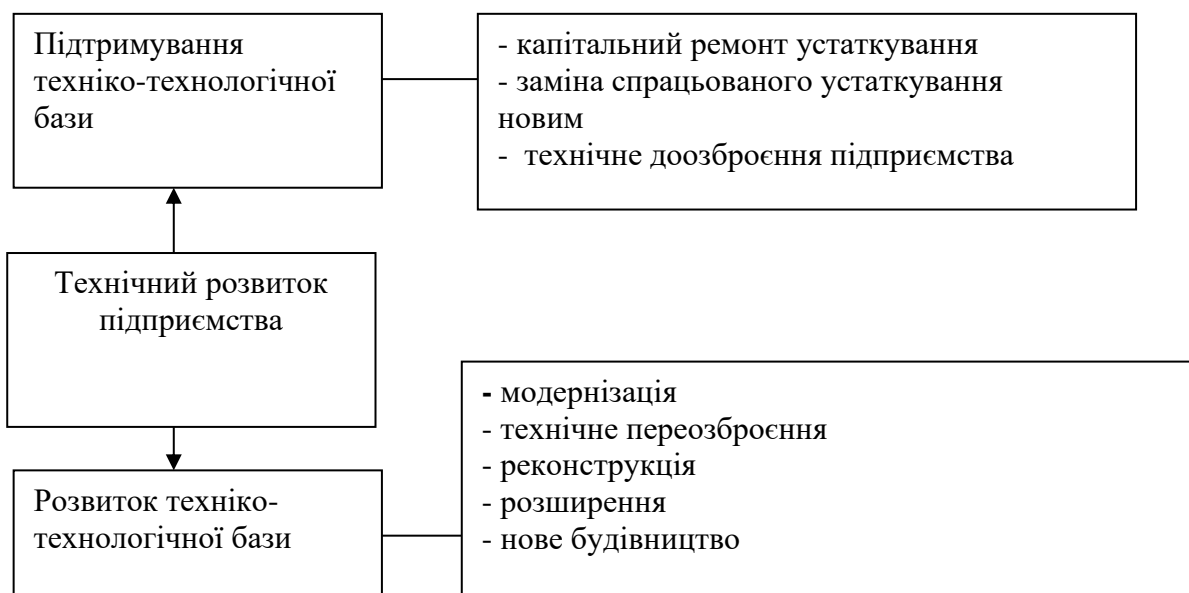 Підтримування
техніко-технологічної
бази
- капітальний ремонт устаткування
- заміна спрацьованого устаткування
новим
- технічне доозброєння підприємства
Технічний розвиток
підприємства
- модернізація
- технічне переозброєння
- реконструкція
- розширення
- нове будівництво
Розвиток техніко-
технологічної бази